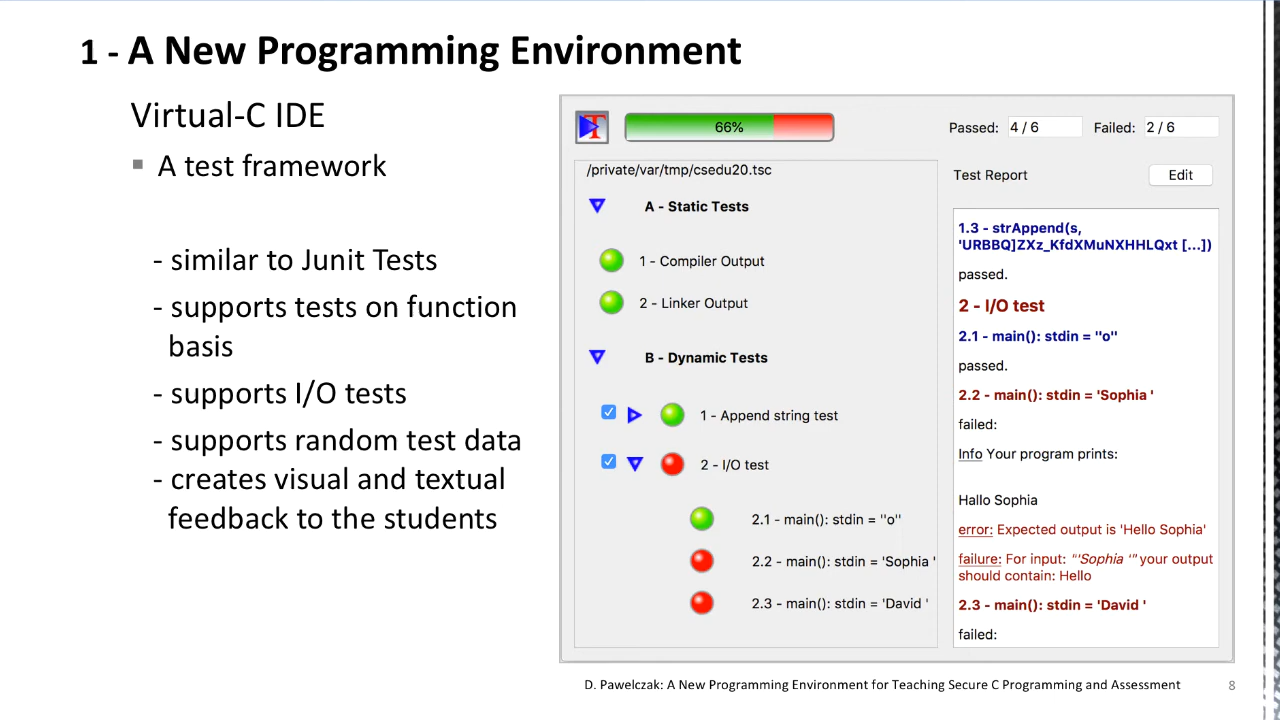 1 - A New Programming Environment
Virtual-C IDE
▪ A test framework
- similar to Junit Tests
- supports tests on function
basis
- supports I/O tests
- supports random test data
- creates visual and textual
feedback to the students
T
66%
Passed: 4 / 6 Failed: 2 / 6
/private/var/tmp/csedu20.tsc
A - Static Tests
1 - Compiler Output
2 - Linker Output
B - Dynamic Tests
1 - Append string test
2 - I/O test
2.1 - main(): stdin = "o"
2.2 - main(): stdin = 'Sophia '
2.3 - main(): stdin = 'David '
Test Report Edit
1.3 - strAppend(s,
'URBBQ]ZXz_KfdXMuNXHHLQxt [...])
passed.
2 - I/O test
2.1 - main(): stdin = "o"
passed.
2.2 - main(): stdin = 'Sophia '
failed:
Info Your program prints:
Hallo Sophia
error: Expected output is 'Hello Sophia'
failure: For input: "'Sophia '" your output
should contain: Hello
2.3 - main(): stdin = 'David '
failed:
D. Pawelczak: A New Programming Environment for Teaching Secure C Programming and Assessment 8